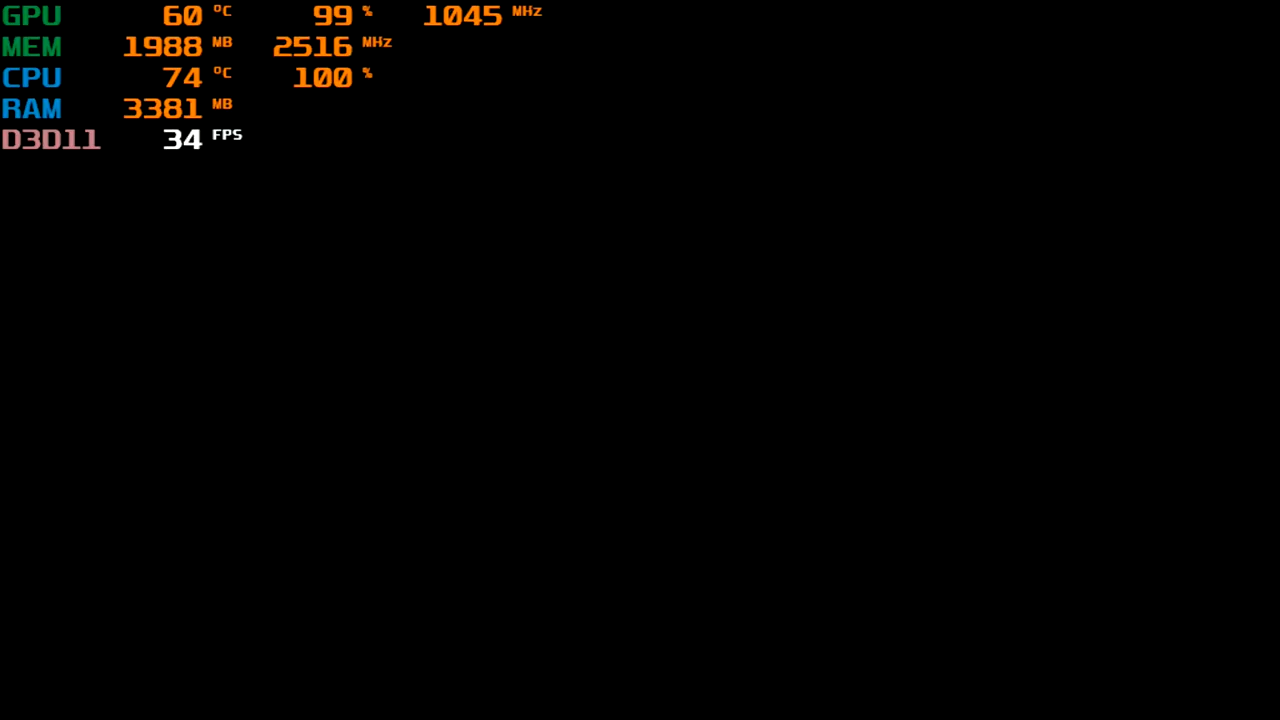 GPU 60 °C 99 % 1045 MHz
MEM 1988 MB 2516 MHz
CPU 74 °C 100 %
RAM 3381 MB
D3D11 34 FPS